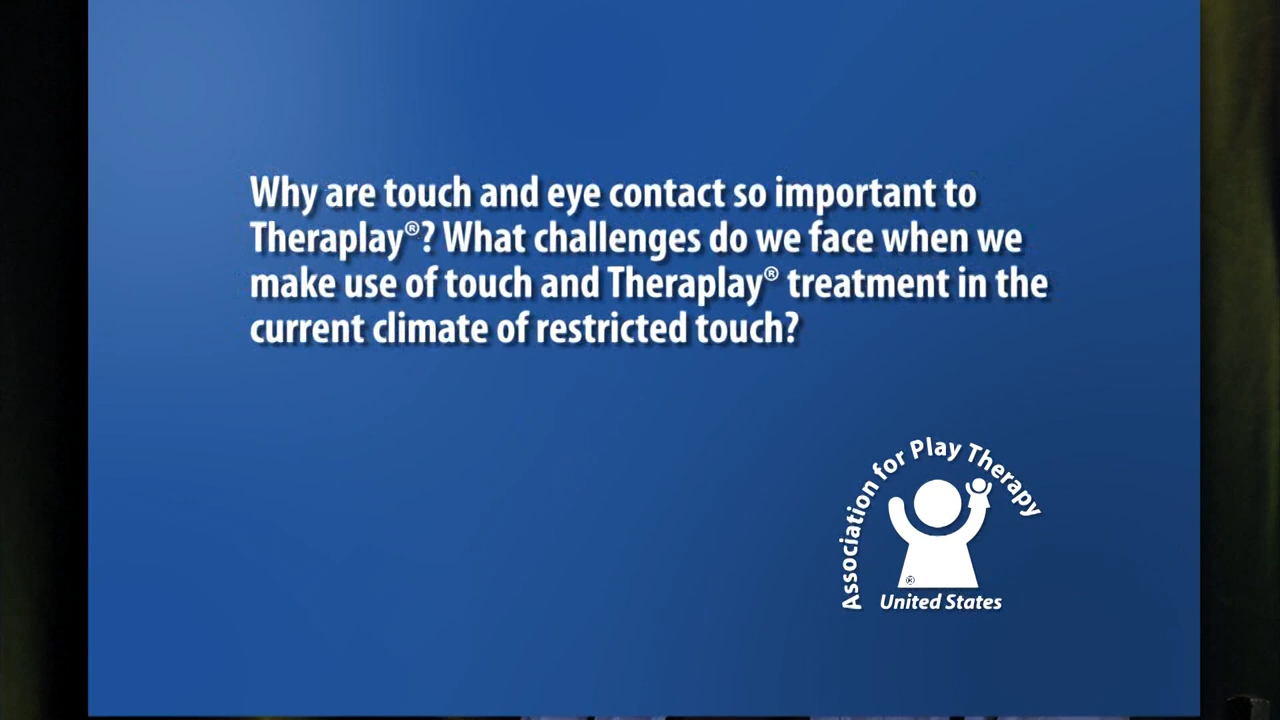 Why are touch and eye contact so important to
Theraplay®? What challenges do we face when we
make use of touch and Theraplay® treatment in the
current climate of restricted touch?
Association for Play Therapy
®
United States